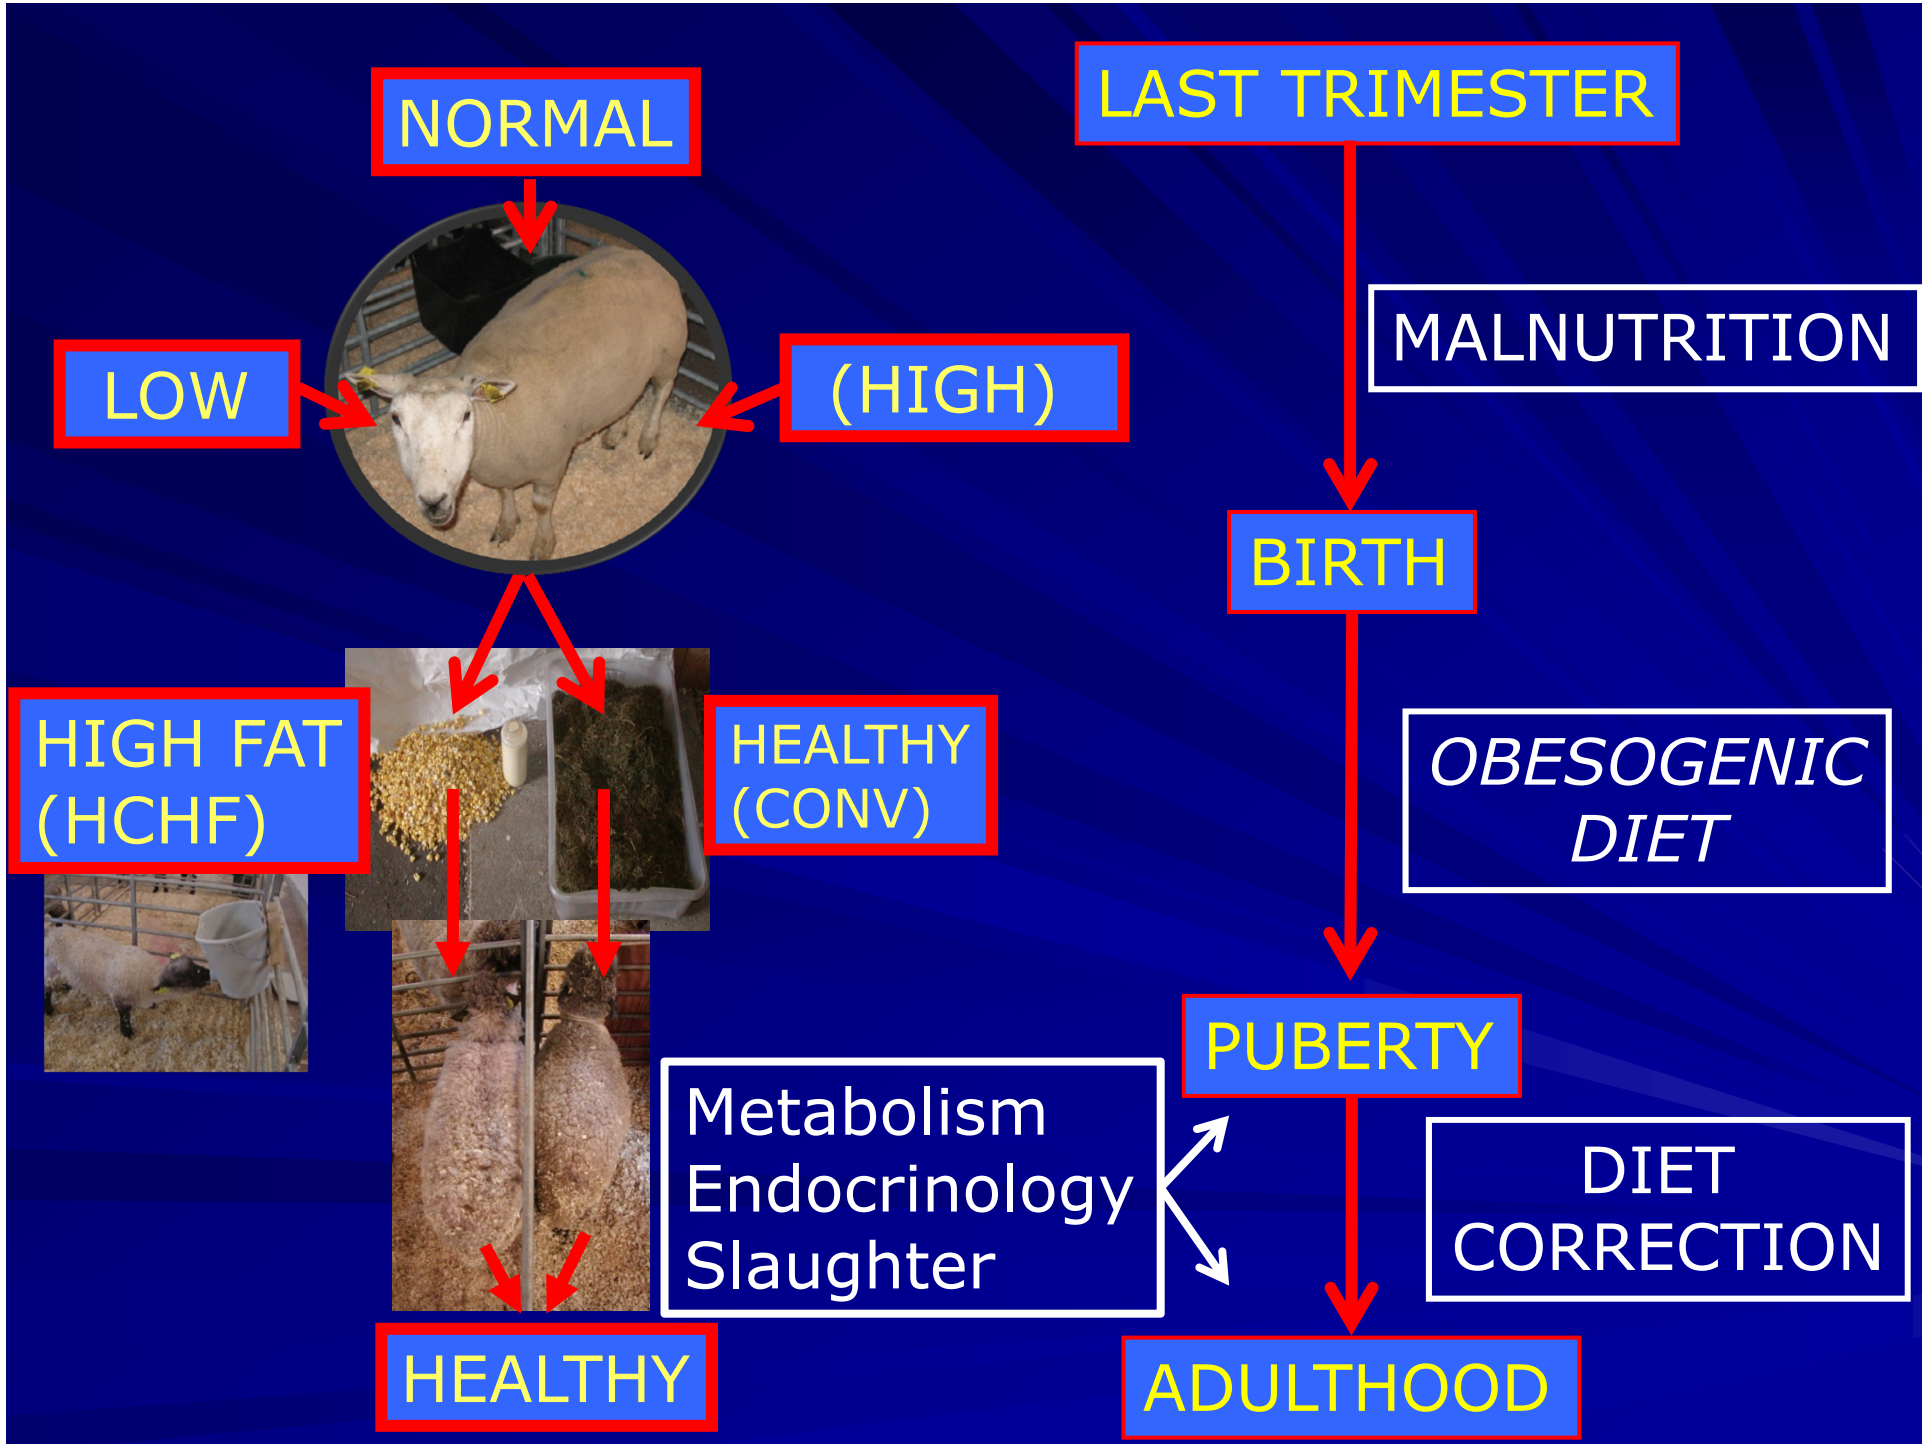 NORMAL
LOW
(HIGH)
HIGH FAT
(HCHF)
HEALTHY
(CONV)
HEALTHY
LAST TRIMESTER
MALNUTRITION
BIRTH
OBESOGENIC
DIET
PUBERTY
Metabolism
Endocrinology
Slaughter
DIET
CORRECTION
ADULTHOOD